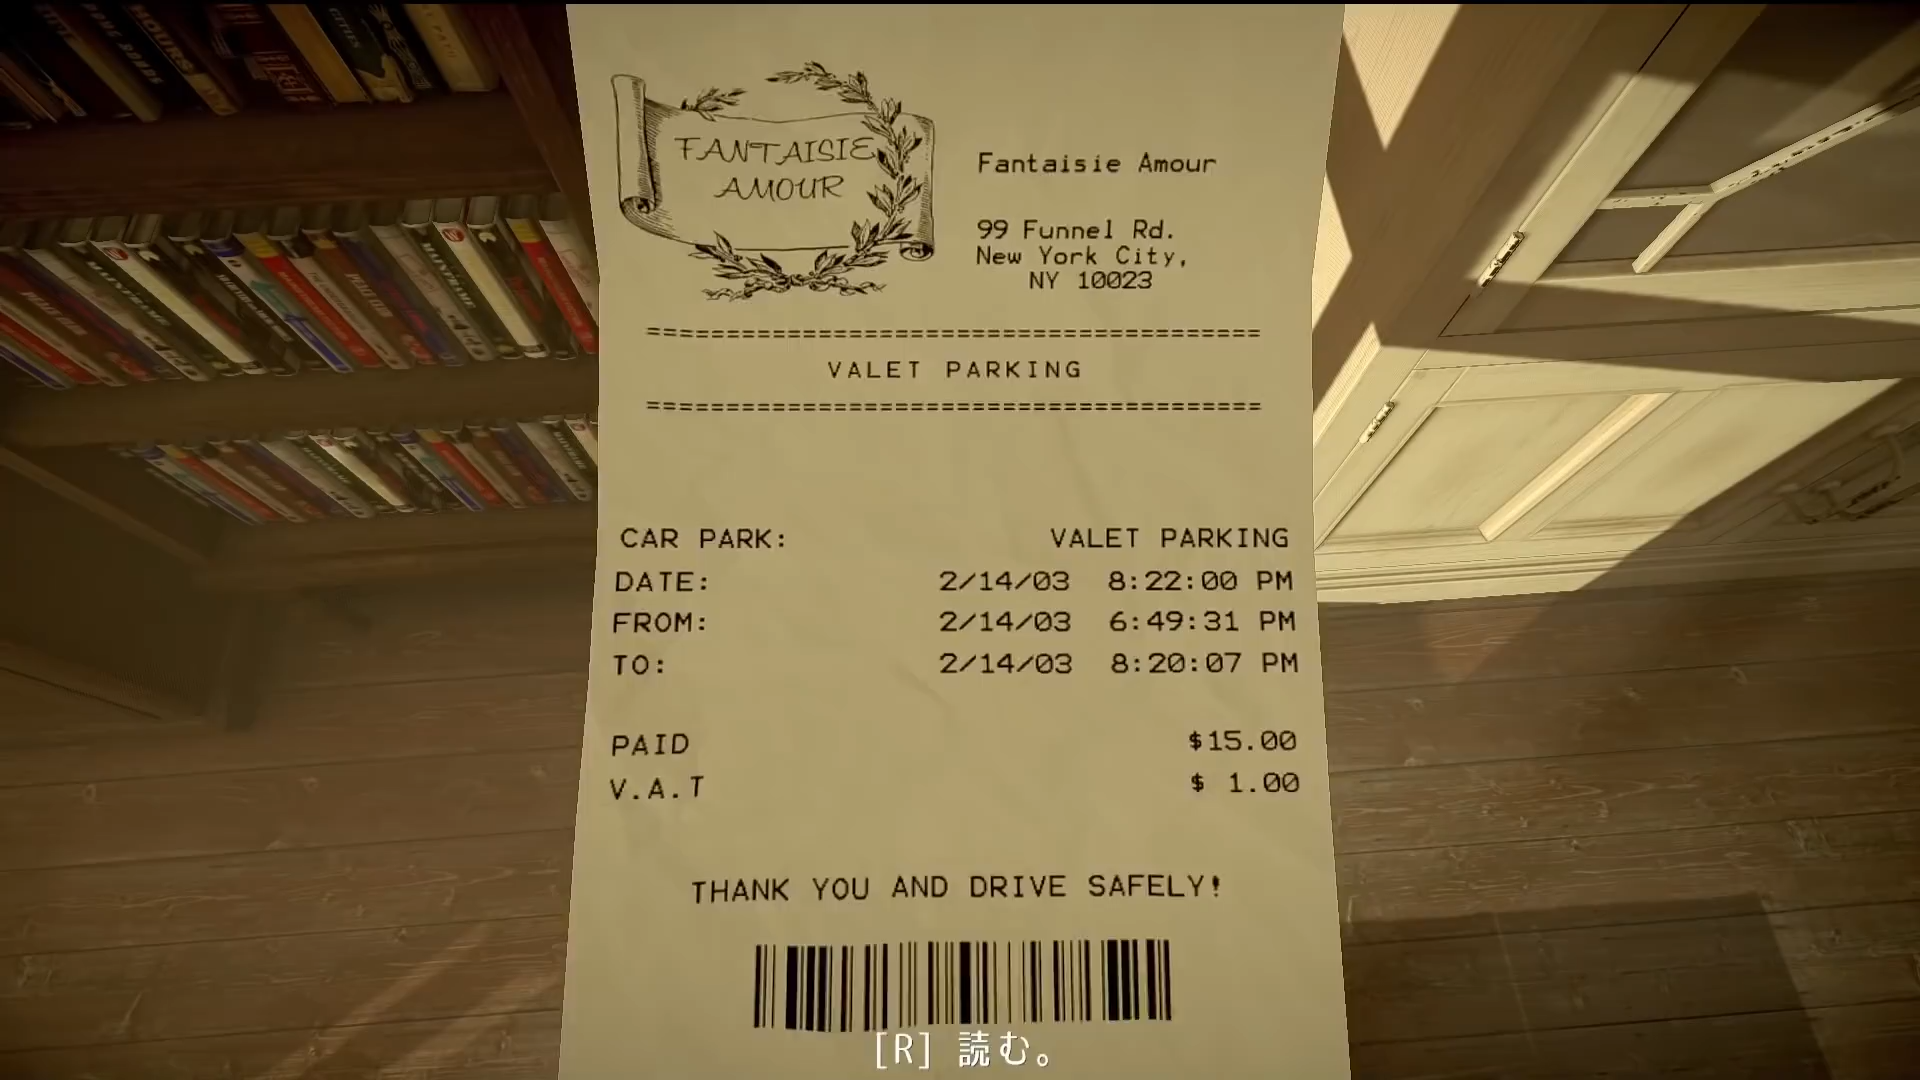 FANTAISIE
AMOUR
Fantaisie Amour
99 Funnel Rd.
New York City,
NY 10023
=======================================
VALET PARKING
=======================================
CAR PARK: VALET PARKING
DATE: 2/14/03 8:22:00 PM
FROM: 2/14/03 6:49:31 PM
TO: 2/14/03 8:20:07 PM
PAID $15.00
V.A.T $ 1.00
THANK YOU AND DRIVE SAFELY!
[R] 読む。